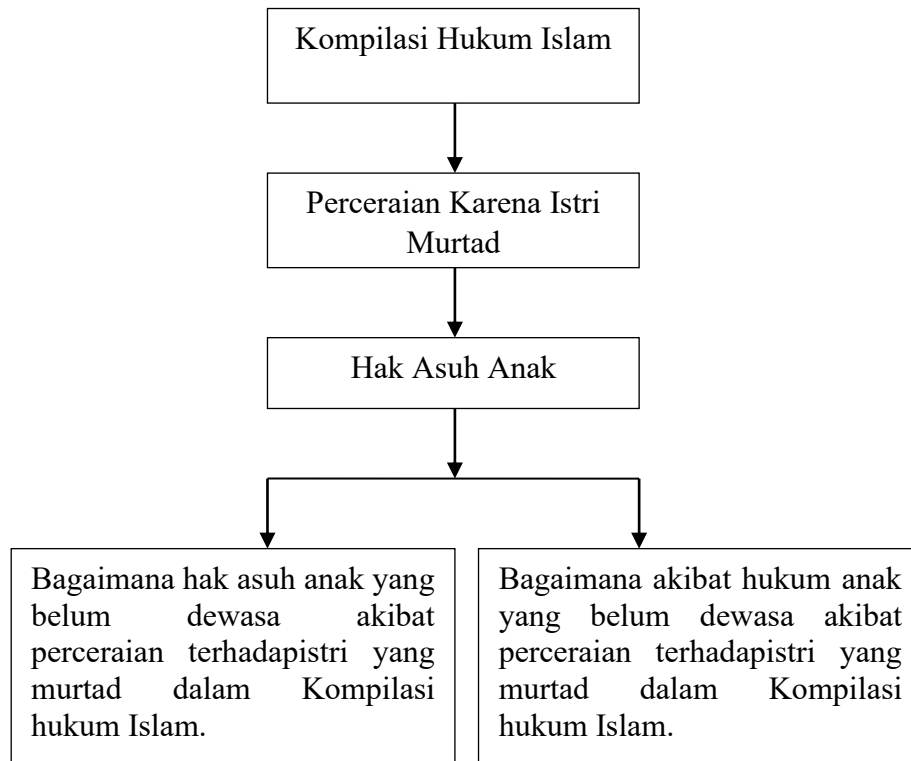 Kompilasi Hukum Islam
Perceraian Karena Istri
Murtad
Hak Asuh Anak
Bagaimana hak asuh anak yang
belum dewasa akibat
perceraian terhadapistri yang
murtad dalam Kompilasi
hukum Islam.
Bagaimana akibat hukum anak
yang belum dewasa akibat
perceraian terhadapistri yang
murtad dalam Kompilasi
hukum Islam.